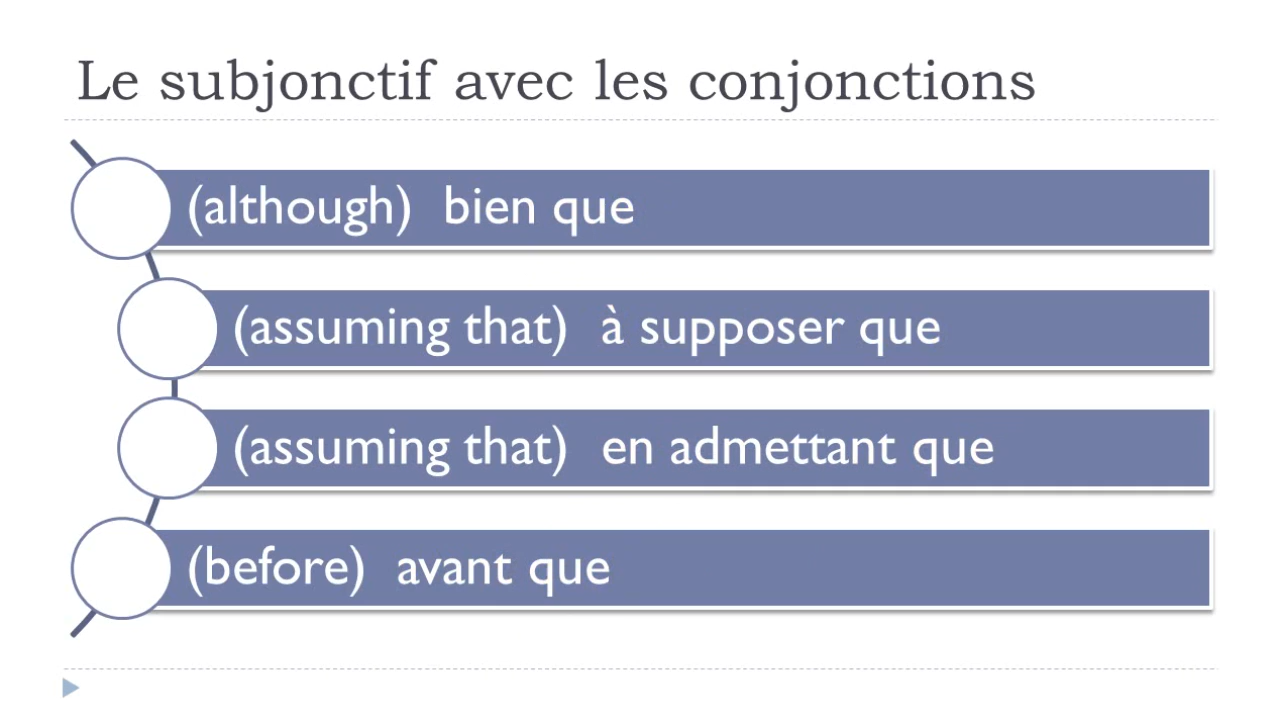 Le subjonctif avec les conjonctions
(although) bien que
(assuming that) à supposer que
(assuming that) en admettant que
(before) avant que